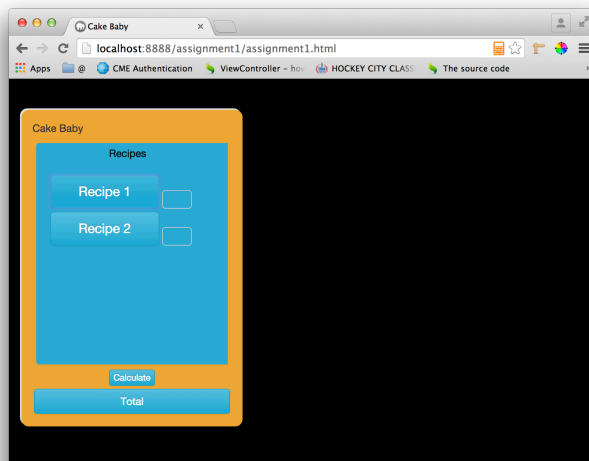 Cake Baby
localhost:8888/assignment1/assignment1.html
Apps @ CME Authentication ViewController – how HOCKEY CITY CLASS The source code
Cake Baby
Recipes
Recipe 1
Recipe 2
Calculate
Total